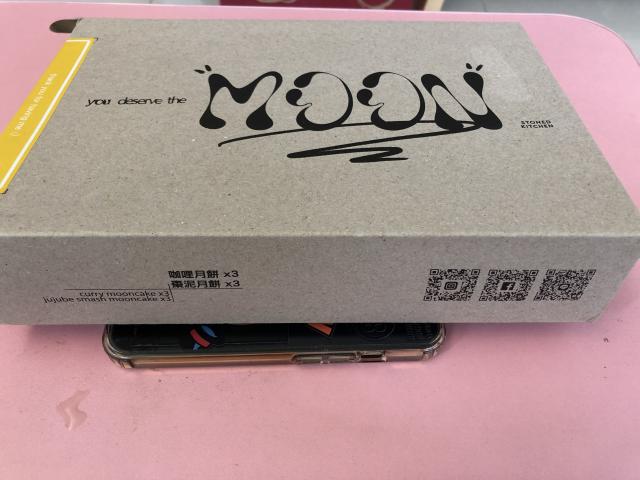 you deserve the
MOON
STONED
KITCHEN
咖哩月餅 x3
棗泥月餅 x3
curry mooncake x3
jujube smash mooncake x3